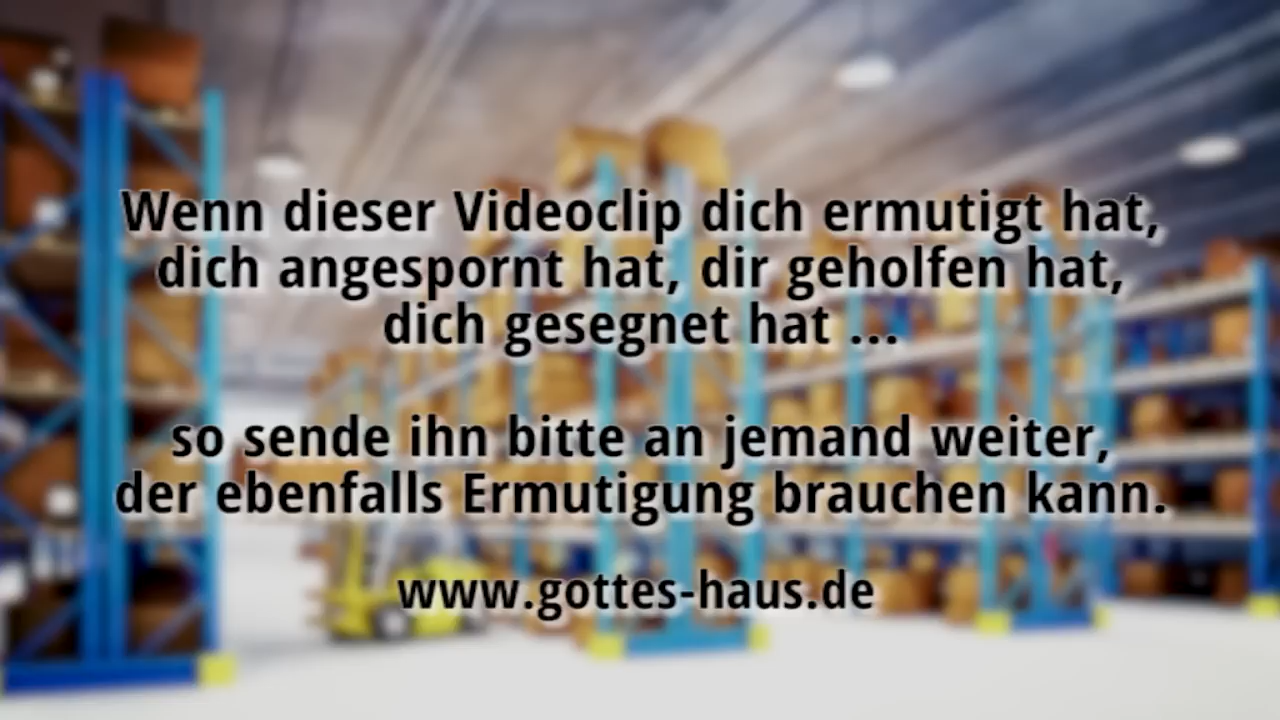 Wenn dieser Videoclip dich ermutigt hat,
dich angespornt hat, dir geholfen hat,
dich gesegnet hat ...
so sende ihn bitte an jemand weiter,
der ebenfalls Ermutigung brauchen kann.
www.gottes-haus.de